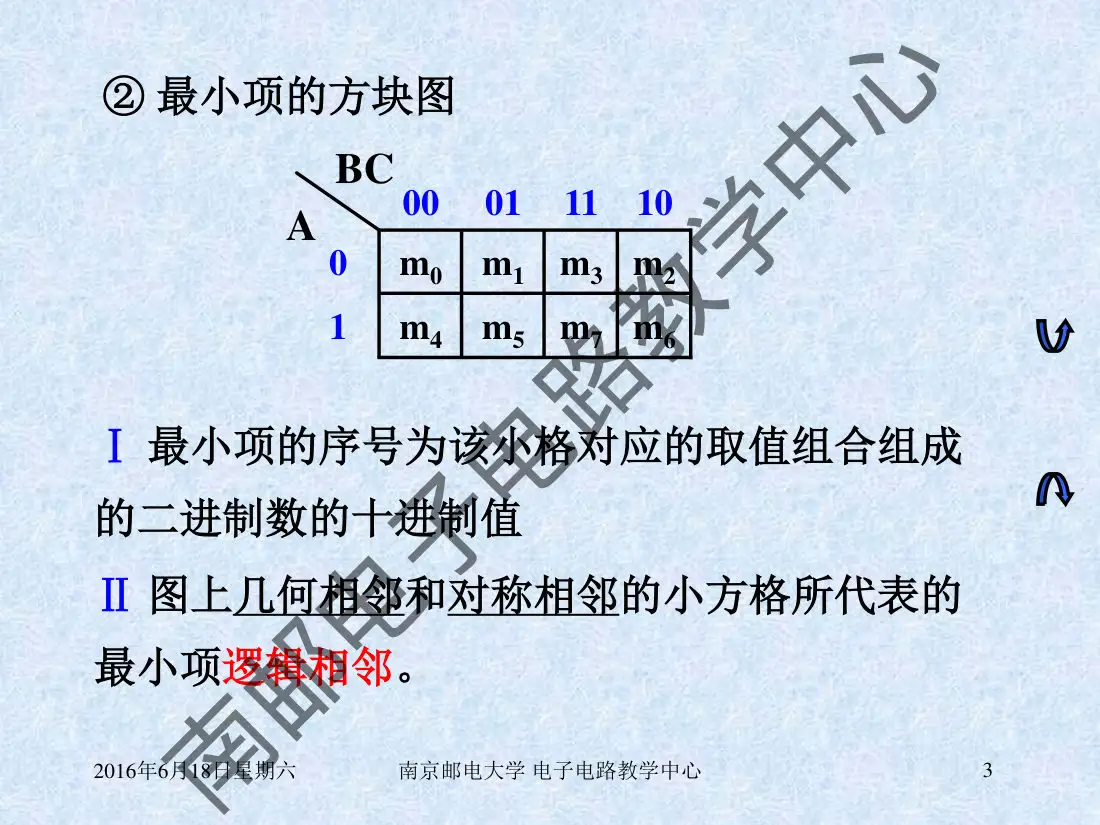 ② 最小项的方块图
BC
00 01 11 10
A
0 m₀ m₁ m₃ m₂
1 m₄ m₅ m₇ m₆
Ⅰ 最小项的序号为该小格对应的取值组合组成
的二进制数的十进制值
Ⅱ 图上几何相邻和对称相邻的小方格所代表的
最小项逻辑相邻。
南邮电子电路教学中心
2016年6月18日星期六 南京邮电大学 电子电路教学中心 3